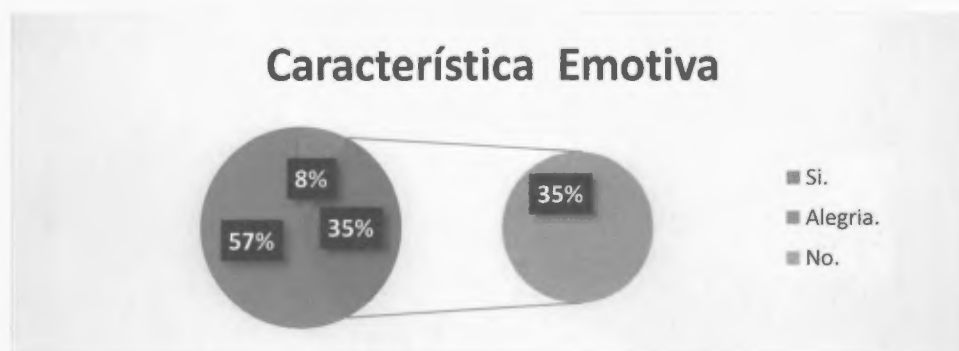 Característica Emotiva
8%
35%
57%
35%
Si.
Alegria.
No.